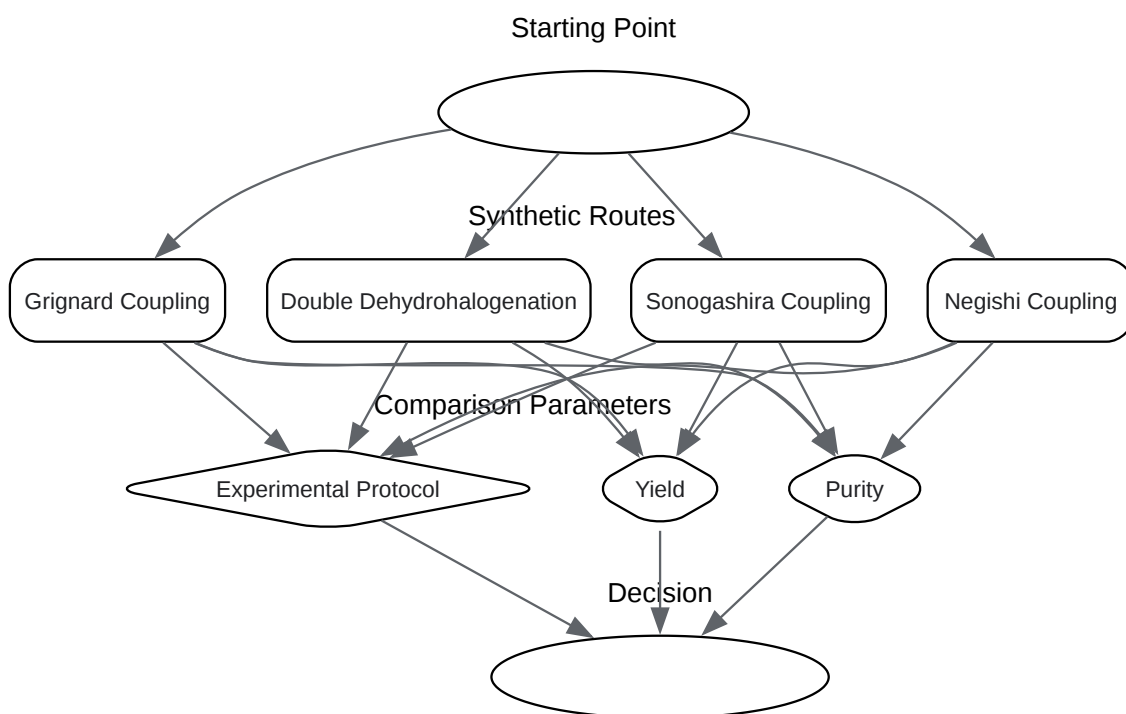 Starting Point
Synthetic Routes
Grignard Coupling
Double Dehydrohalogenation
Sonogashira Coupling
Negishi Coupling
Comparison Parameters
Experimental Protocol
Yield
Purity
Decision